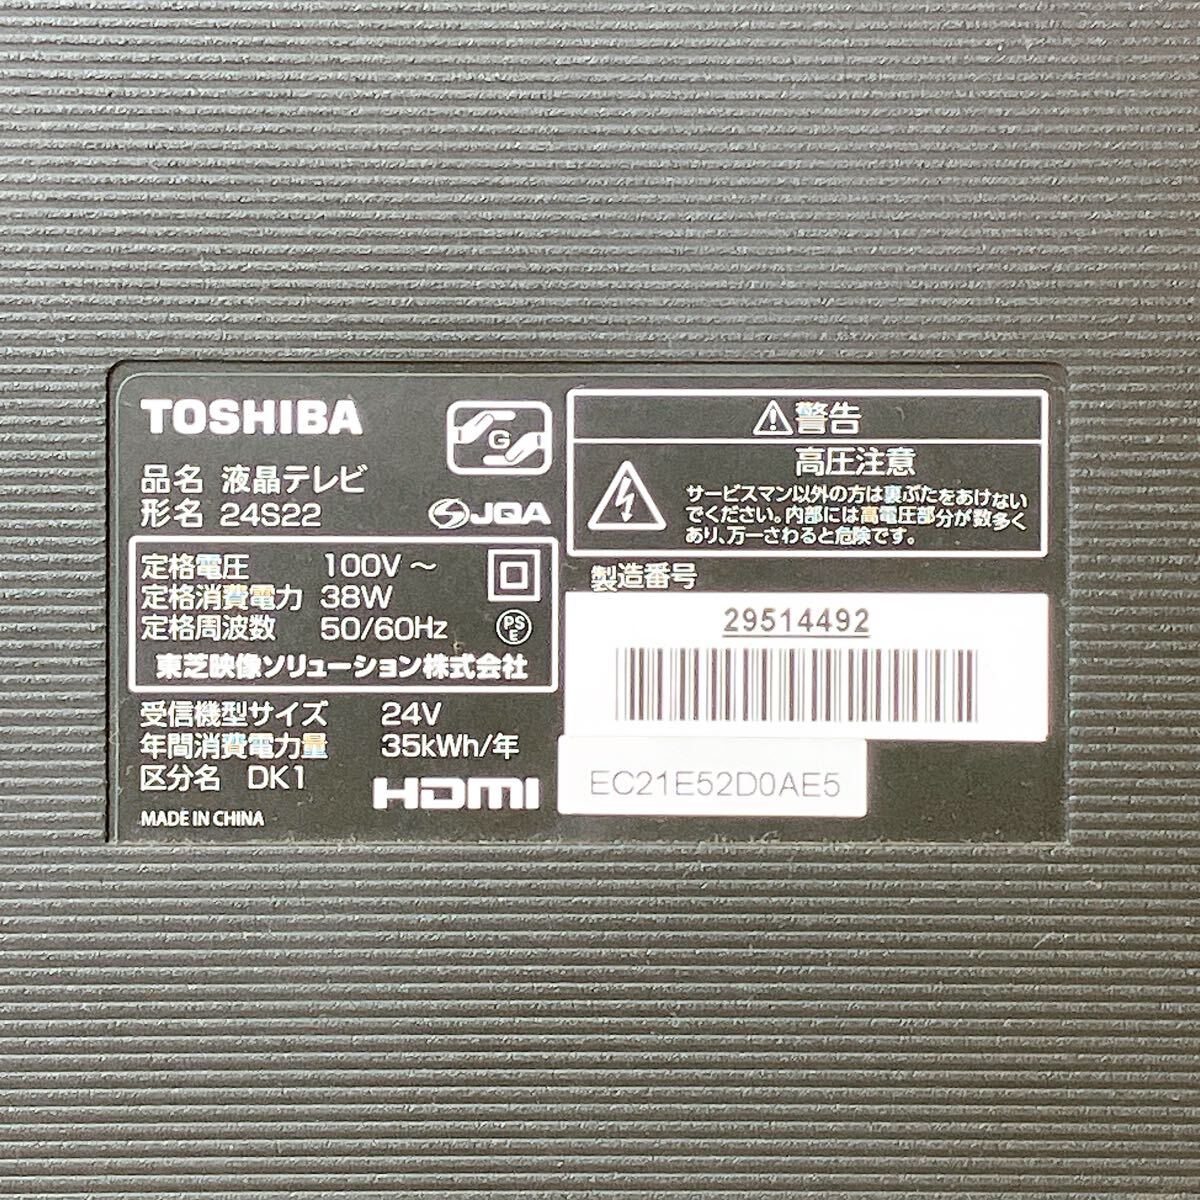 TOSHIBA
G
品名 液晶テレビ
形名 24S22
JQA
定格電圧 100V ～
定格消費電力 38W
定格周波数 50/60Hz
PS
E
東芝映像ソリューション株式会社
受信機型サイズ 24V
年間消費電力量 35kWh/年
区分名 DK1
HDMI
MADE IN CHINA
警告
高圧注意
サービスマン以外の方は裏ぶたをあけない
でください。内部には高電圧部分が数多く
あり、万一さわると危険です。
製造番号
29514492
EC21E52D0AE5